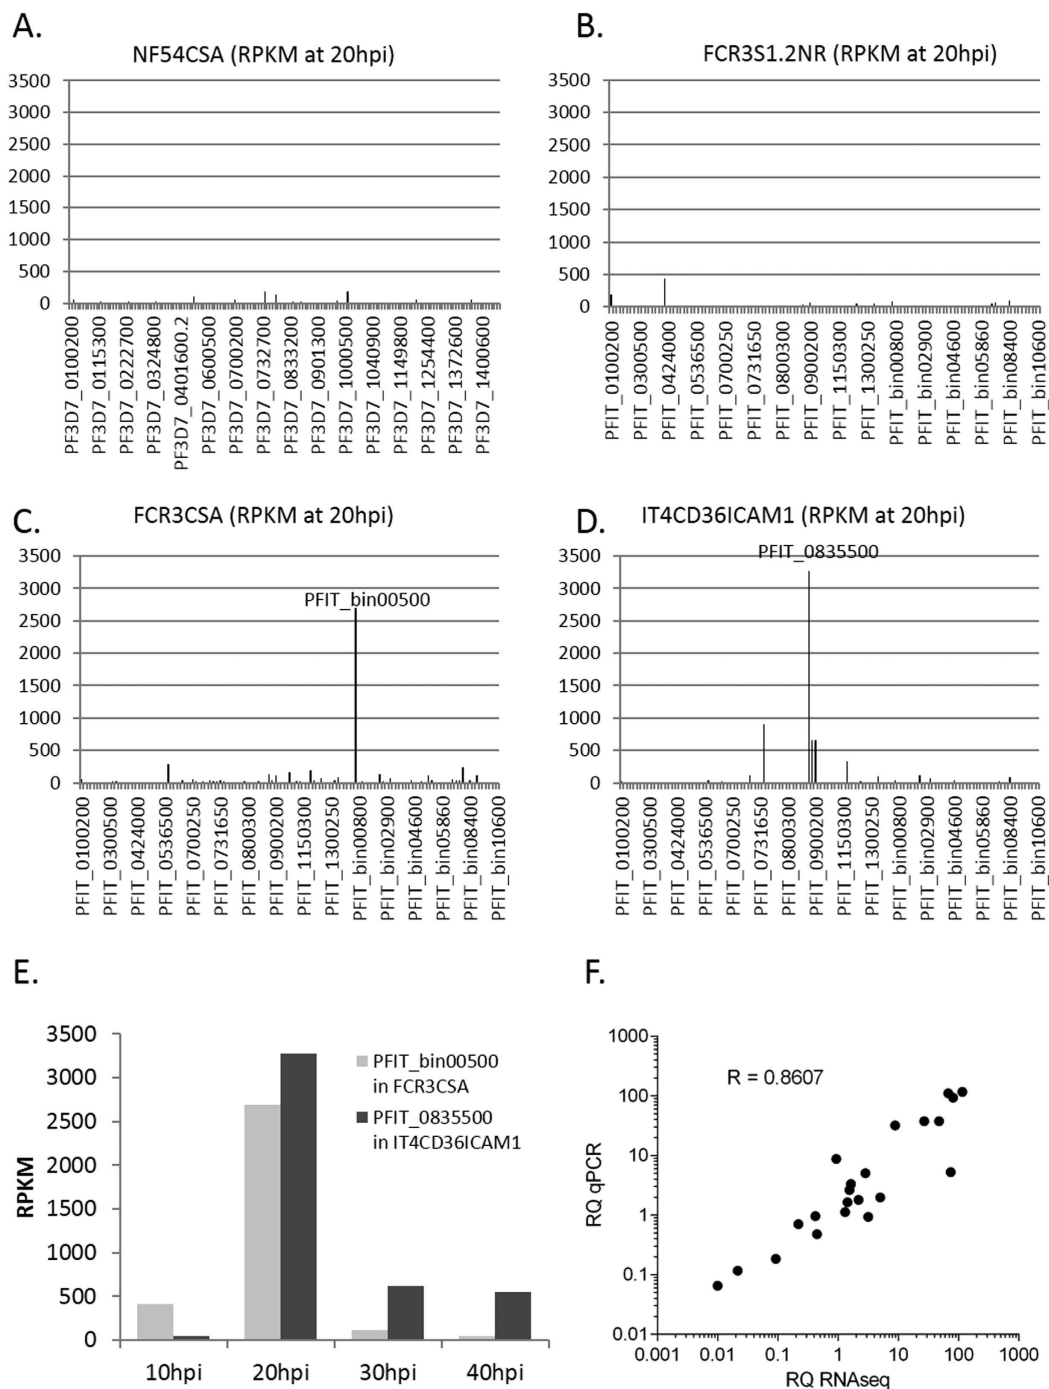 A.
NF54CSA (RPKM at 20hpi)
3500
3000
2500
2000
1500
1000
500
0
PF3D7_0100200
PF3D7_0115300
PF3D7_0222700
PF3D7_0324800
PF3D7_0401600.2
PF3D7_0600500
PF3D7_0700200
PF3D7_0732700
PF3D7_0833200
PF3D7_0901300
PF3D7_1000500
PF3D7_1040900
PF3D7_1149800
PF3D7_1254400
PF3D7_1372600
PF3D7_1400600
B.
FCR3S1.2NR (RPKM at 20hpi)
3500
3000
2500
2000
1500
1000
500
0
PFIT_0100200
PFIT_0300500
PFIT_0424000
PFIT_0536500
PFIT_0700250
PFIT_0731650
PFIT_0800300
PFIT_0900200
PFIT_1150300
PFIT_1300250
PFIT_bin00800
PFIT_bin02900
PFIT_bin04600
PFIT_bin05860
PFIT_bin08400
PFIT_bin10600
C.
FCR3CSA (RPKM at 20hpi)
3500
3000
2500
2000
1500
1000
500
0
PFIT_bin00500
PFIT_0100200
PFIT_0300500
PFIT_0424000
PFIT_0536500
PFIT_0700250
PFIT_0731650
PFIT_0800300
PFIT_0900200
PFIT_1150300
PFIT_1300250
PFIT_bin00800
PFIT_bin02900
PFIT_bin04600
PFIT_bin05860
PFIT_bin08400
PFIT_bin10600
D.
IT4CD36ICAM1 (RPKM at 20hpi)
PFIT_0835500
3500
3000
2500
2000
1500
1000
500
0
PFIT_0100200
PFIT_0300500
PFIT_0424000
PFIT_0536500
PFIT_0700250
PFIT_0731650
PFIT_0800300
PFIT_0900200
PFIT_1150300
PFIT_1300250
PFIT_bin00800
PFIT_bin02900
PFIT_bin04600
PFIT_bin05860
PFIT_bin08400
PFIT_bin10600
E.
RPKM
3500
3000
2500
2000
1500
1000
500
0
PFIT_bin00500
in FCR3CSA
PFIT_0835500
in IT4CD36ICAM1
10hpi
20hpi
30hpi
40hpi
F.
RQ qPCR
1000
100
10
1
0.1
0.01
R = 0.8607
0.001
0.01
0.1
1
10
100
1000
RQ RNAseq